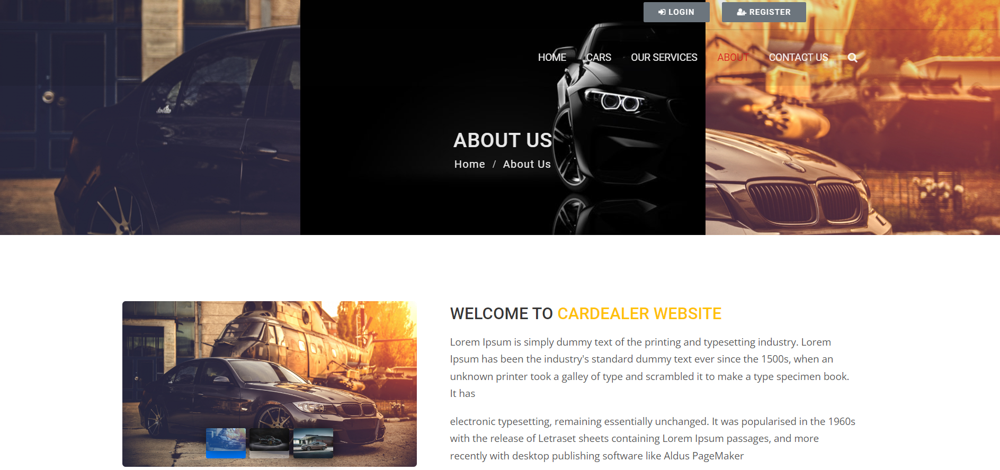 LOGIN
REGISTER
HOME
CARS
OUR SERVICES
ABOUT
CONTACT US
ABOUT US
Home / About Us
WELCOME TO CARDEALER WEBSITE
Lorem Ipsum is simply dummy text of the printing and typesetting industry. Lorem
Ipsum has been the industry's standard dummy text ever since the 1500s, when an
unknown printer took a galley of type and scrambled it to make a type specimen book.
It has
electronic typesetting, remaining essentially unchanged. It was popularised in the 1960s
with the release of Letraset sheets containing Lorem Ipsum passages, and more
recently with desktop publishing software like Aldus PageMaker